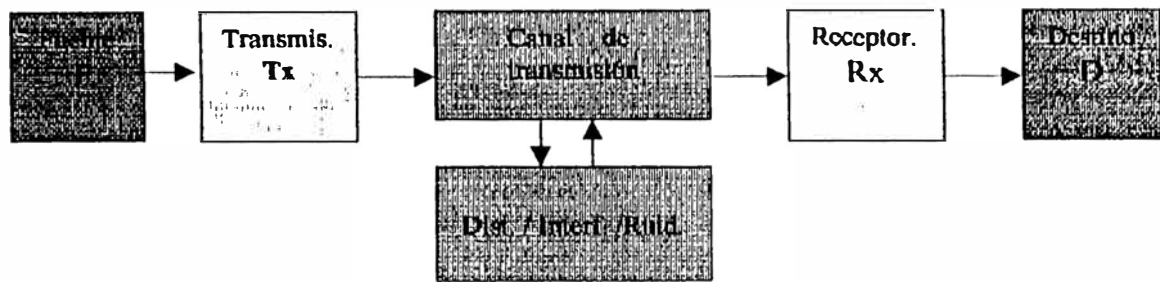 Fuente
F
Transmis.
Tx
Canal de
transmisión
Receptor.
Rx
Destino
D
Dist. / Interf. /Ruid.